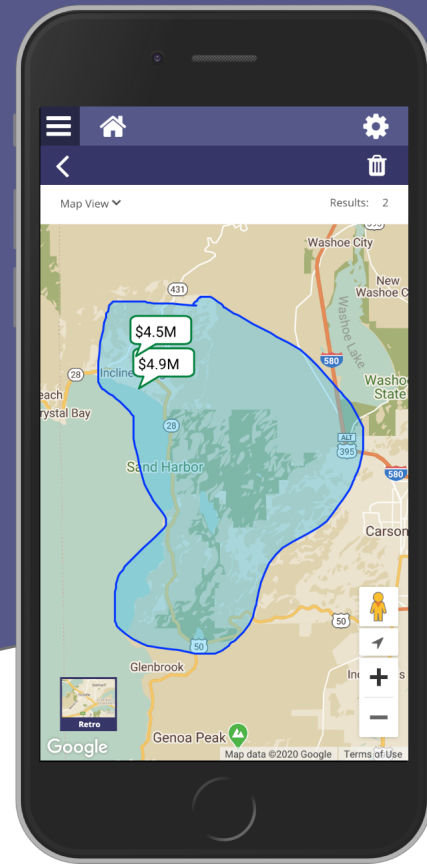 Map View
Results: 2
395
Washoe City
431
New
Washoe C
Washoe Lake
$4.5M
$4.9M
580
28
Incline
Washo
State
each
rystal Bay
28
ALT
395
Sand Harbor
580
Carson
50
50
Glenbrook
In
s
Retro
Genoa Peak
Google
Map data ©2020 Google
Terms of Use